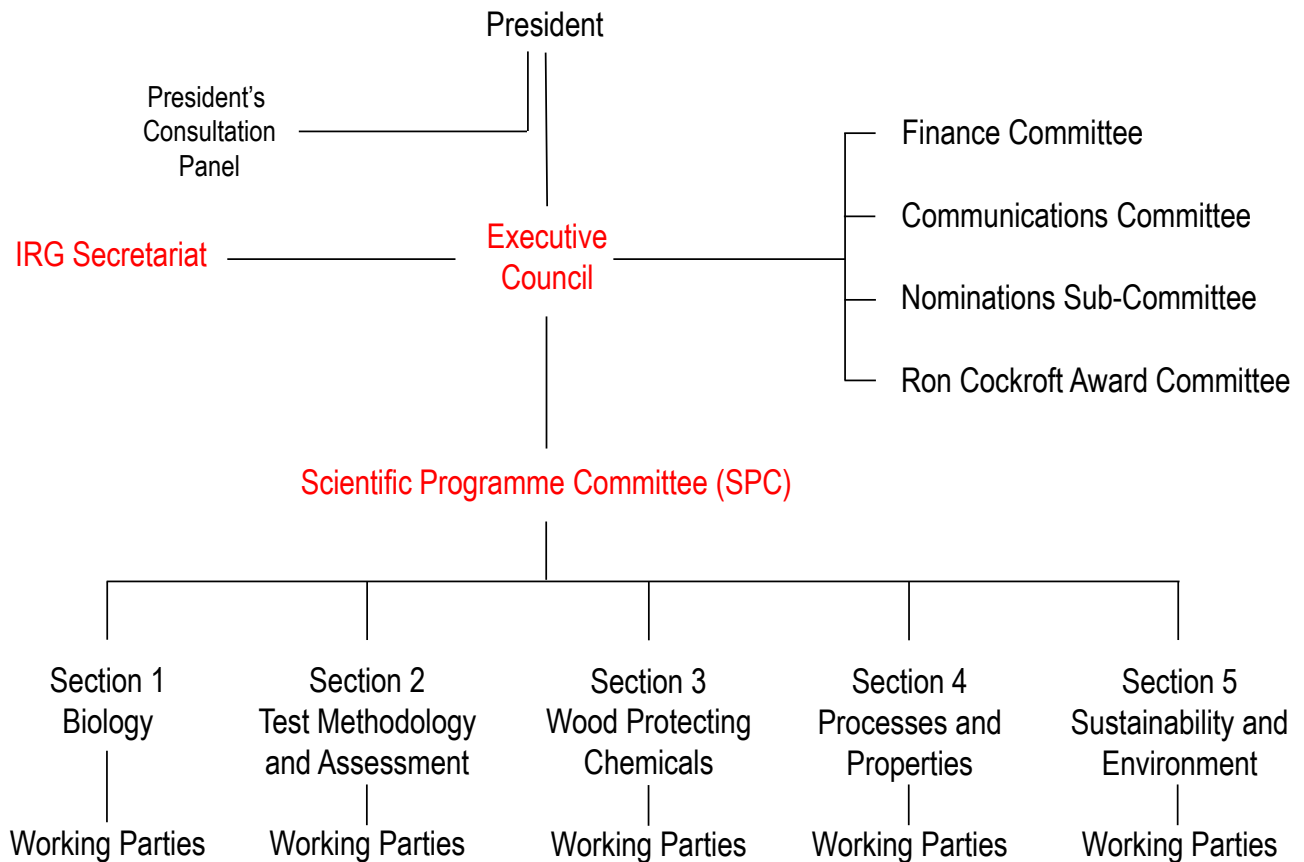 President
President’s
Consultation
Panel
Finance Committee
Communications Committee
IRG Secretariat
Executive
Council
Nominations Sub-Committee
Ron Cockroft Award Committee
Scientific Programme Committee (SPC)
Section 1
Biology
Section 2
Test Methodology
and Assessment
Section 3
Wood Protecting
Chemicals
Section 4
Processes and
Properties
Section 5
Sustainability and
Environment
Working Parties
Working Parties
Working Parties
Working Parties
Working Parties